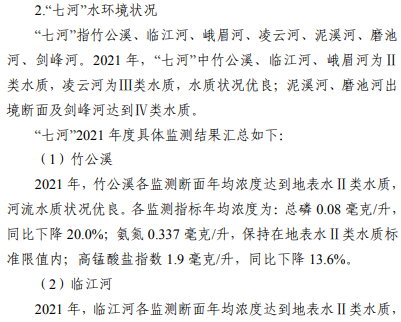 2.“七河”水环境状况
“七河”指竹公溪、临江河、峨眉河、凌云河、泥溪河、磨池
河、剑峰河。2021 年，“七河”中竹公溪、临江河、峨眉河为Ⅱ
类水质，凌云河为Ⅲ类水质，水质状况优良；泥溪河、磨池河出
境断面及剑峰河达到Ⅳ类水质。
“七河”2021 年度具体监测结果汇总如下：
（1）竹公溪
2021 年，竹公溪各监测断面年均浓度达到地表水Ⅱ类水质，
河流水质状况优良。各监测指标年均浓度为：总磷 0.08 毫克/升，
同比下降 20.0%；氨氮 0.337 毫克/升，保持在地表水Ⅱ类水质标
准限值内；高锰酸盐指数 1.9 毫克/升，同比下降 13.6%。
（2）临江河
2021 年，临江河各监测断面年均浓度达到地表水Ⅱ类水质，